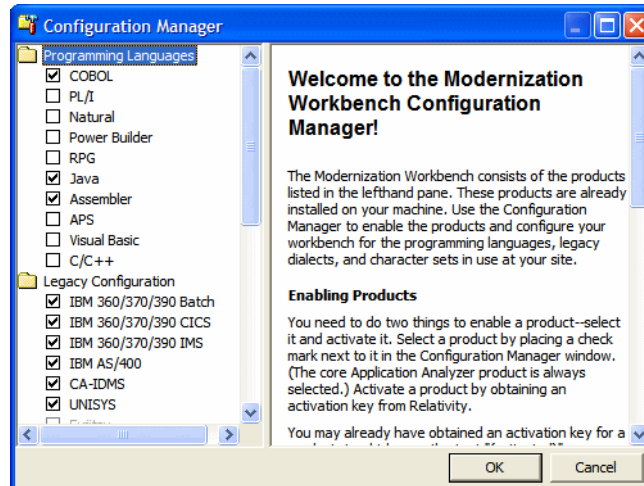 Configuration Manager
Programming Languages
COBOL
PL/I
Natural
Power Builder
RPG
Java
Assembler
APS
Visual Basic
C/C++
Legacy Configuration
IBM 360/370/390 Batch
IBM 360/370/390 CICS
IBM 360/370/390 IMS
IBM AS/400
CA-IDMS
UNISYS
Welcome to the Modernization
Workbench Configuration
Manager!
The Modernization Workbench consists of the products
listed in the lefthand pane. These products are already
installed on your machine. Use the Configuration
Manager to enable the products and configure your
workbench for the programming languages, legacy
dialects, and character sets in use at your site.
Enabling Products
You need to do two things to enable a product--select
it and activate it. Select a product by placing a check
mark next to it in the Configuration Manager window.
(The core Application Analyzer product is always
selected.) Activate a product by obtaining an
activation key from Relativity.
You may already have obtained an activation key for a
OK
Cancel